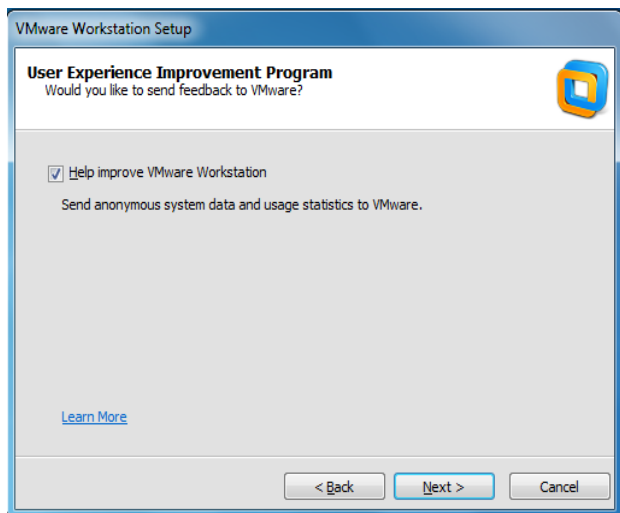 VMware Workstation Setup
User Experience Improvement Program
Would you like to send feedback to VMware?
Help improve VMware Workstation
Send anonymous system data and usage statistics to VMware.
Learn More
< Back Next > Cancel